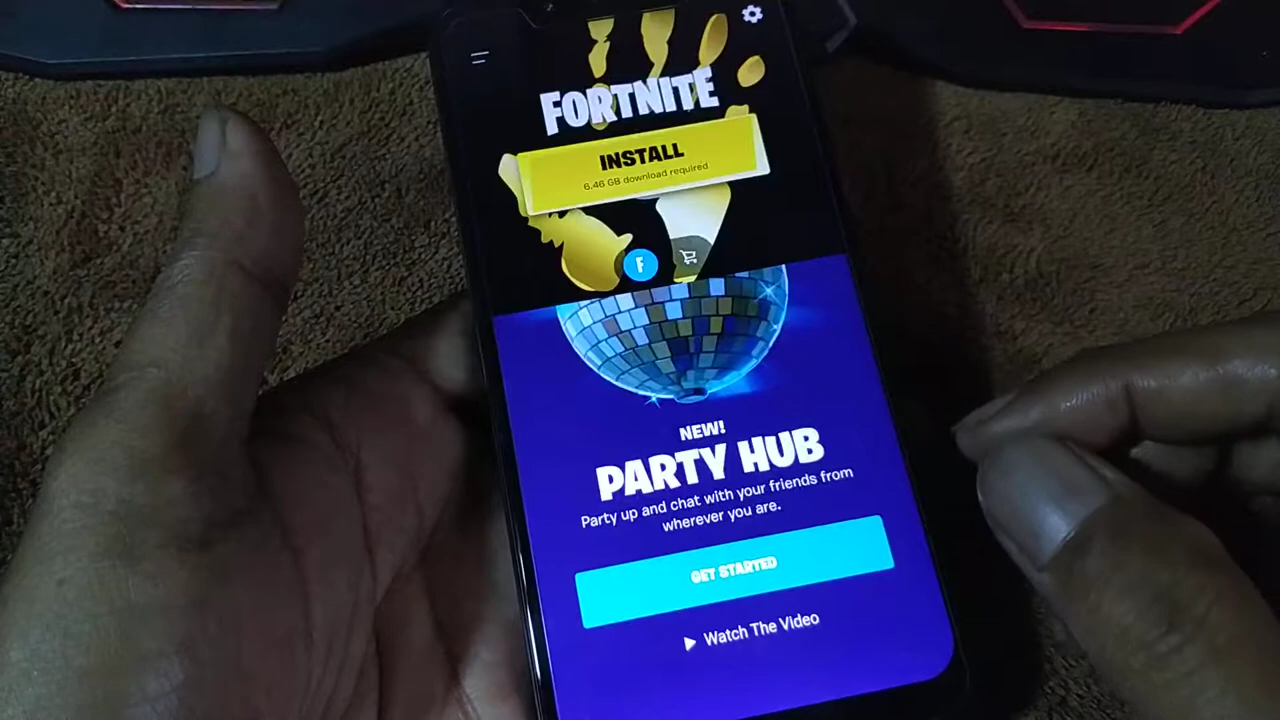 FORTNITE
INSTALL
6.46 GB download required
F
NEW!
PARTY HUB
Party up and chat with your friends from
wherever you are.
GET STARTED
Watch The Video